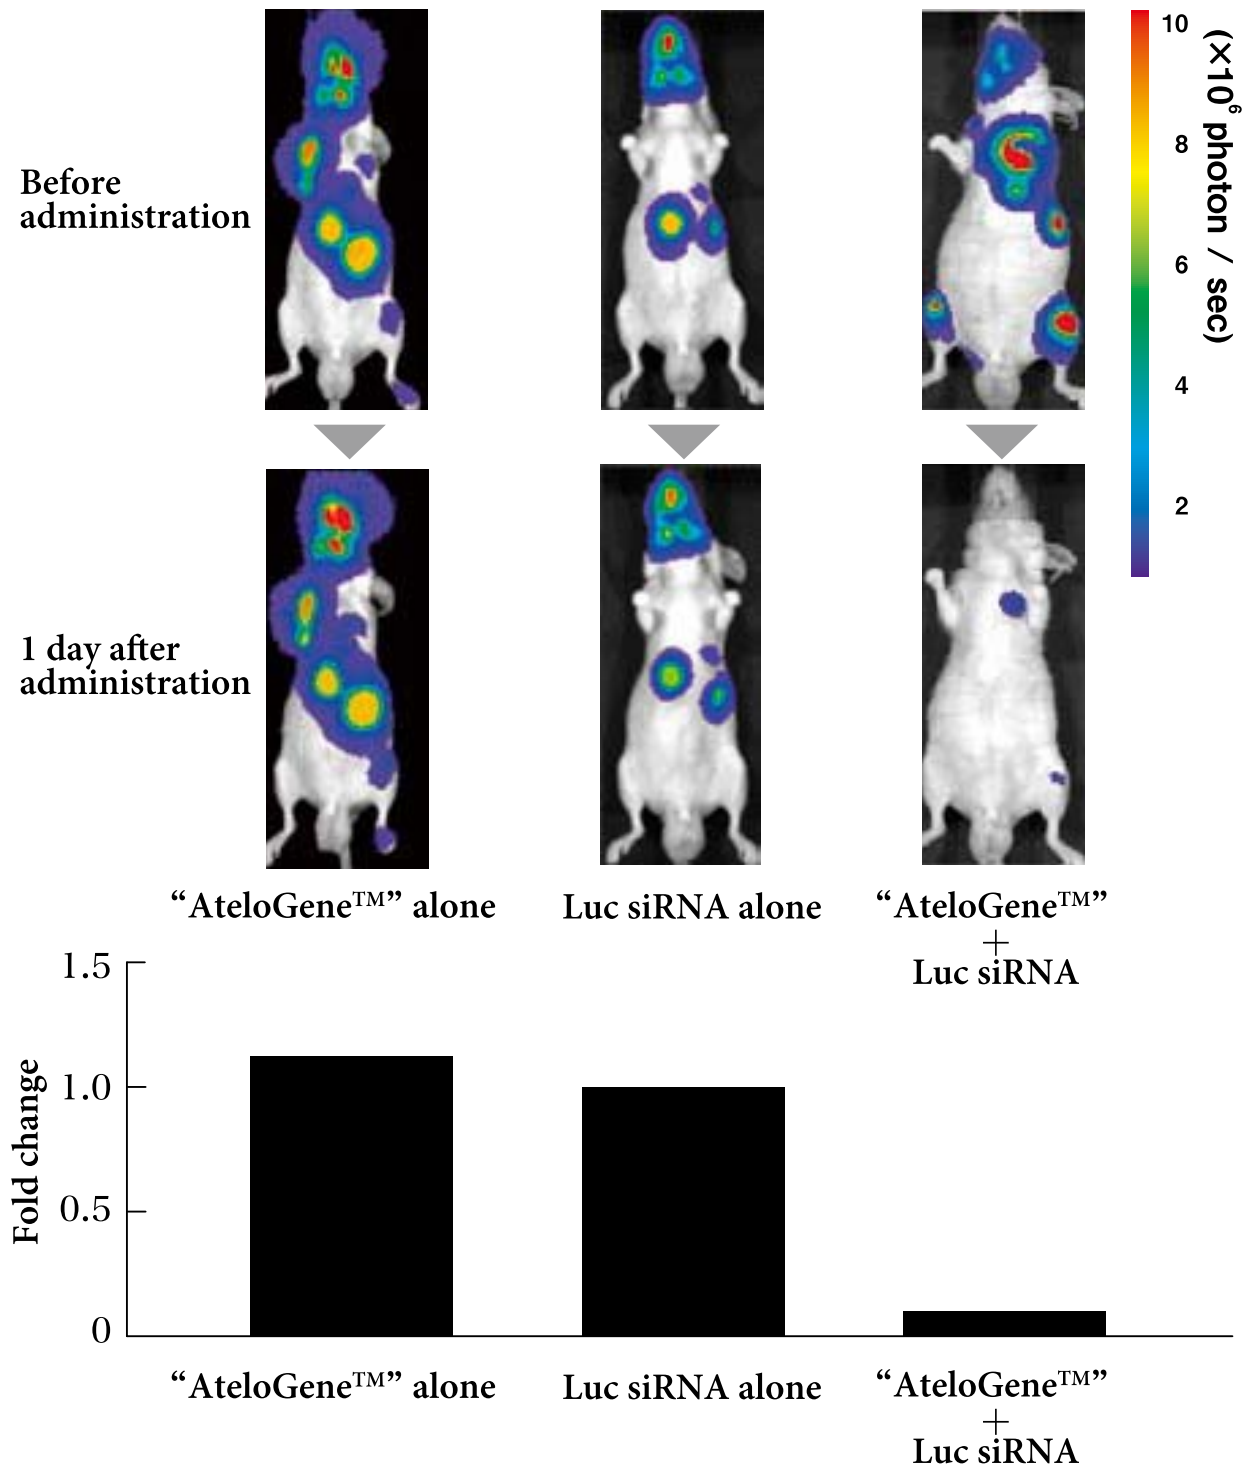 Before
administration
10
8
6
4
2
(×10⁶ photon / sec)
1 day after
administration
“AteloGene™” alone
Luc siRNA alone
“AteloGene™”
+
Luc siRNA
Fold change
1.5
1.0
0.5
0
“AteloGene™” alone
Luc siRNA alone
“AteloGene™”
+
Luc siRNA